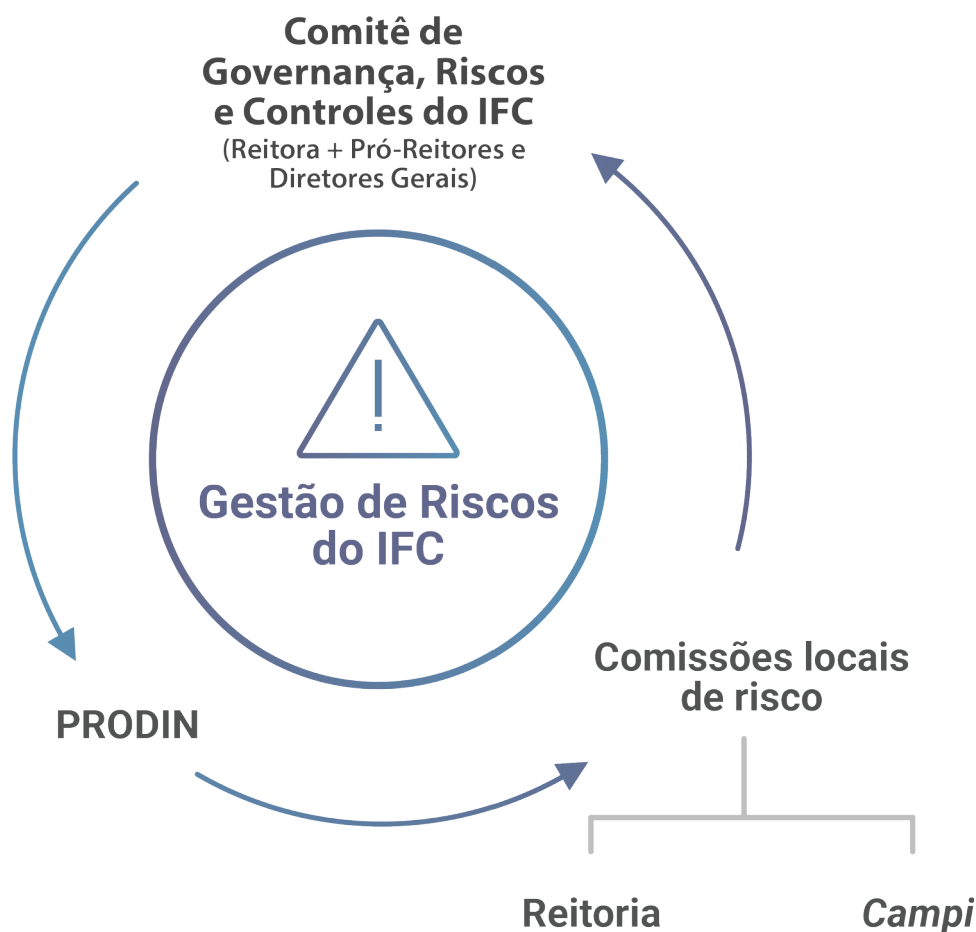 Comitê de
Governança, Riscos
e Controles do IFC
(Reitora + Pró-Reitores e
Diretores Gerais)
Gestão de Riscos
do IFC
PRODIN
Comissões locais
de risco
Reitoria
Campi